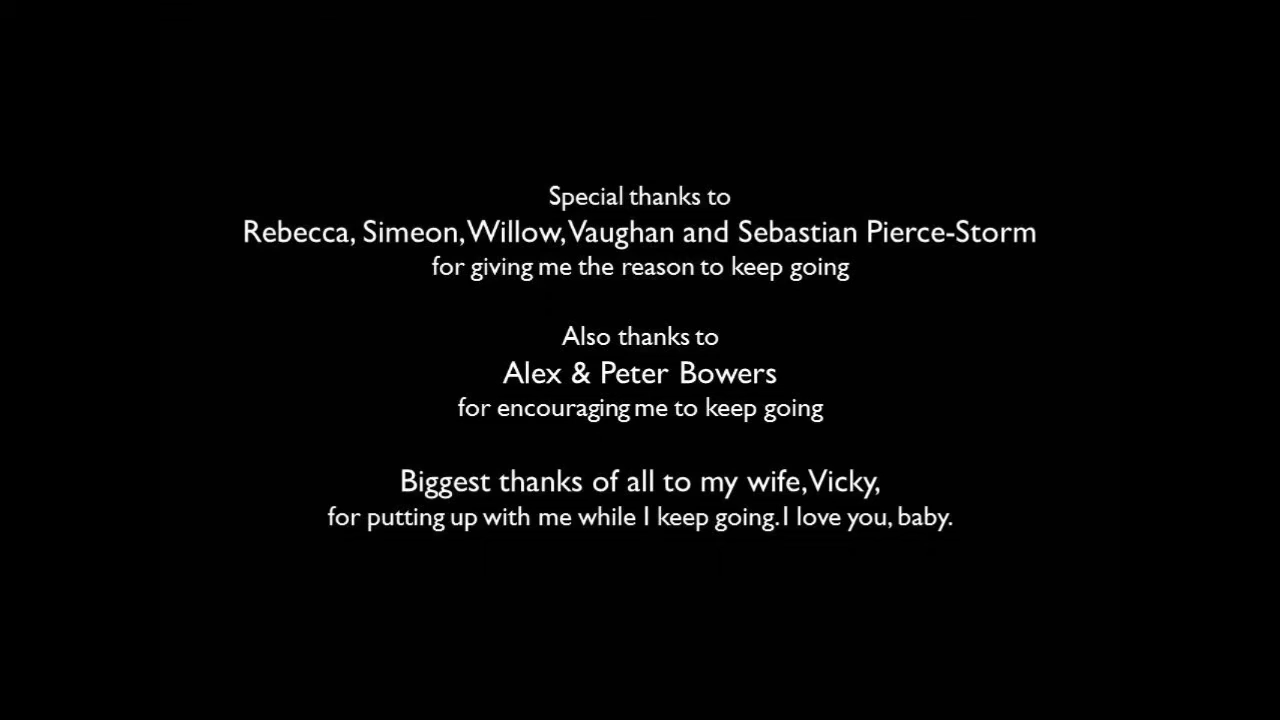 Special thanks to
Rebecca, Simeon, Willow, Vaughan and Sebastian Pierce-Storm
for giving me the reason to keep going
Also thanks to
Alex & Peter Bowers
for encouraging me to keep going
Biggest thanks of all to my wife, Vicky,
for putting up with me while I keep going. I love you, baby.